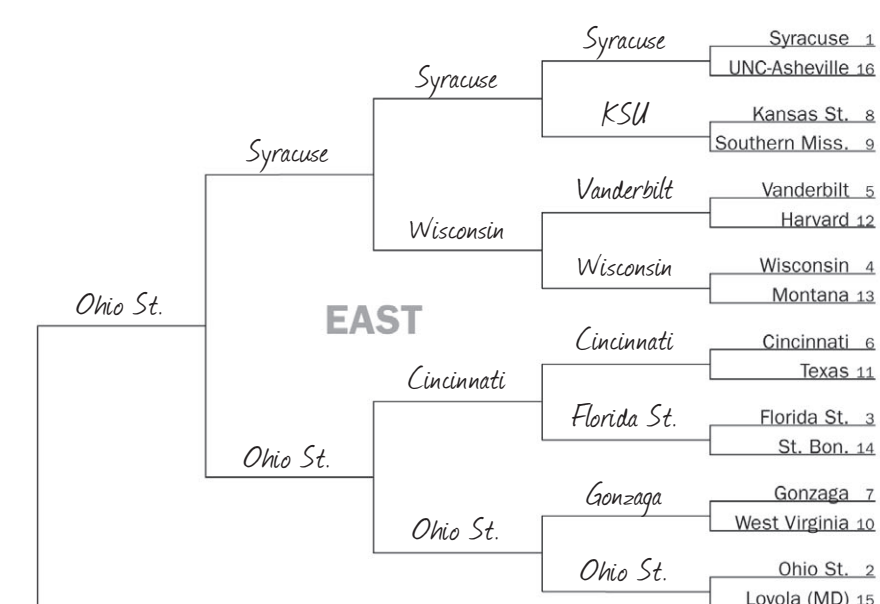 Syracuse
Syracuse 1
Syracuse
UNC-Asheville 16
KSU
Kansas St. 8
Southern Miss. 9
Syracuse
Vanderbilt
Vanderbilt 5
Harvard 12
Wisconsin
Wisconsin
Wisconsin 4
Montana 13
Ohio St.
EAST
Cincinnati
Cincinnati 6
Texas 11
Cincinnati
Florida St.
Florida St. 3
St. Bon. 14
Ohio St.
Gonzaga
Gonzaga 7
West Virginia 10
Ohio St.
Ohio St.
Ohio St. 2
Loyola (MD) 15